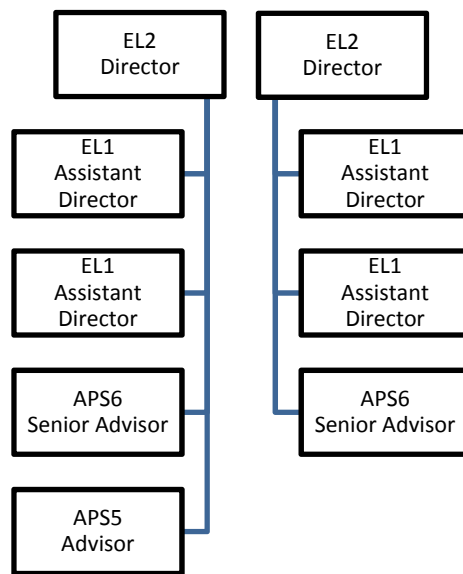 EL2
Director
EL2
Director
EL1
Assistant
Director
EL1
Assistant
Director
EL1
Assistant
Director
EL1
Assistant
Director
APS6
Senior Advisor
APS6
Senior Advisor
APS5
Advisor